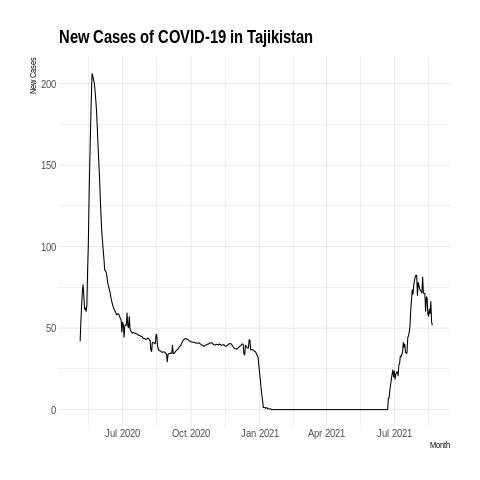 New Cases of COVID-19 in Tajikistan
New Cases
200
150
100
50
0
Jul 2020 Oct 2020 Jan 2021 Apr 2021 Jul 2021
Month